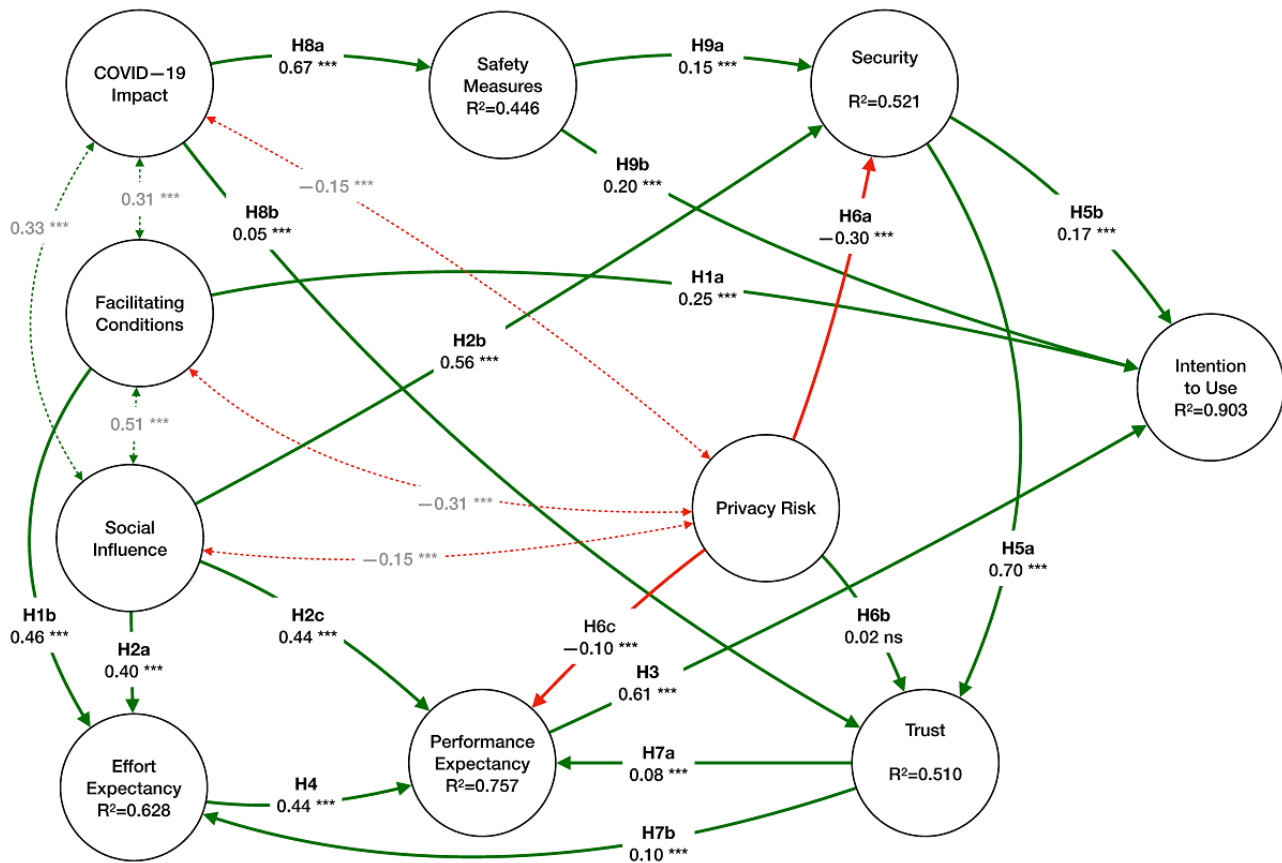 COVID—19
Impact
H8a
0.67 ***
Safety
Measures
R²=0.446
H9a
0.15 ***
Security
R²=0.521
H9b
0.20 ***
0.31 ***
—0.15 ***
0.33 ***
H8b
0.05 ***
H6a
—0.30 ***
H5b
0.17 ***
Facilitating
Conditions
H1a
0.25 ***
H2b
0.56 ***
Intention
to Use
R²=0.903
0.51 ***
—0.31 ***
Privacy Risk
Social
Influence
—0.15 ***
H5a
0.70 ***
H1b
0.46 ***
H2a
0.40 ***
H2c
0.44 ***
H6c
—0.10 ***
H6b
0.02 ns
H3
0.61 ***
Effort
Expectancy
R²=0.628
H4
0.44 ***
Performance
Expectancy
R²=0.757
H7a
0.08 ***
Trust
R²=0.510
H7b
0.10 ***